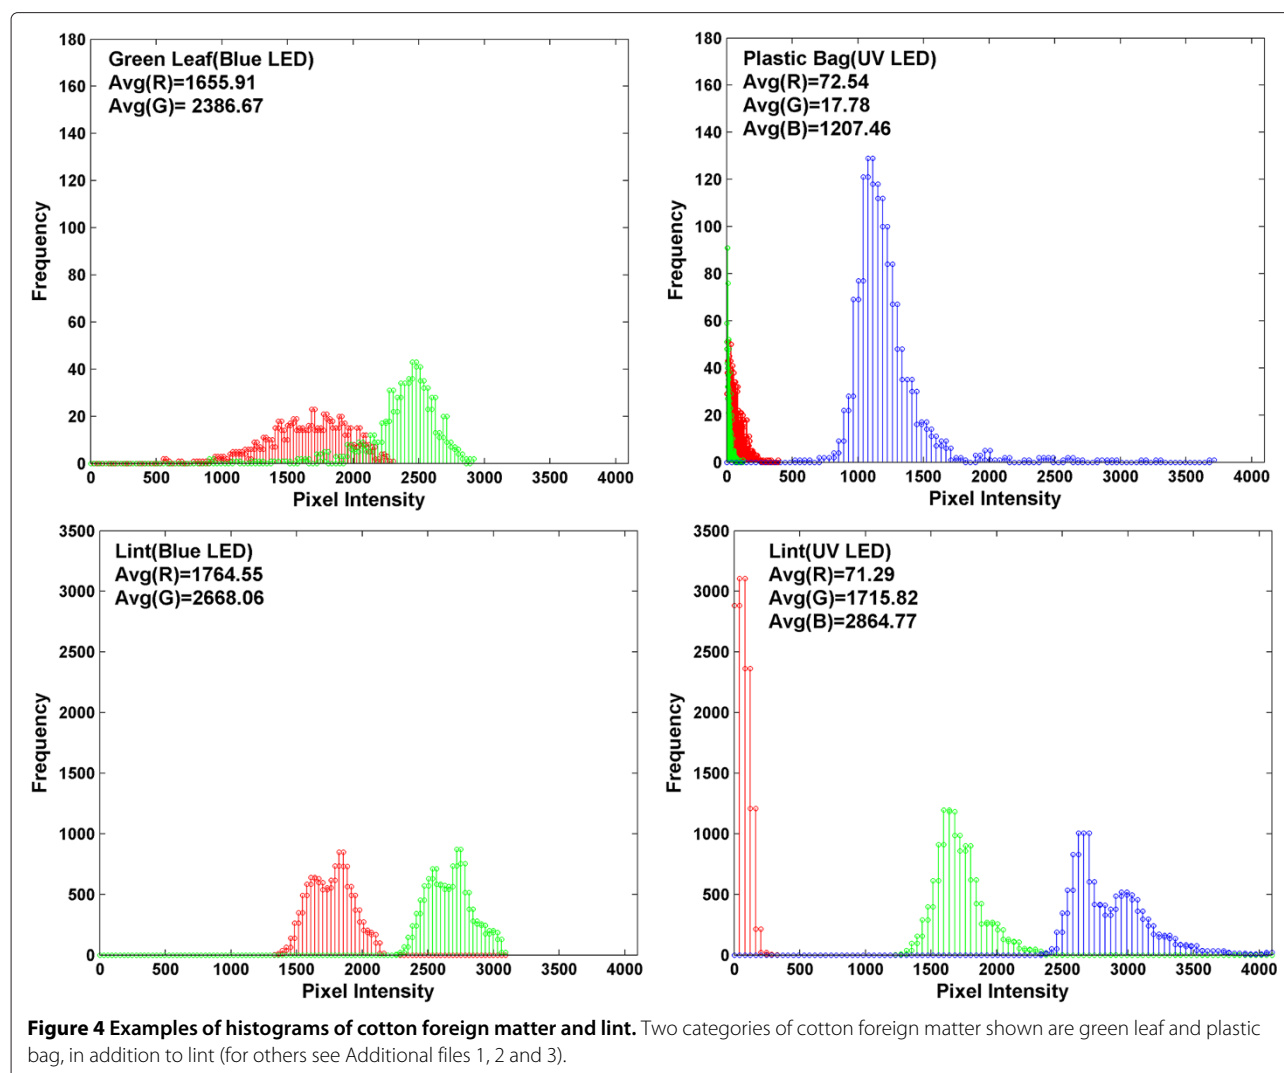 180
160
140
120
100
80
60
40
20
0
Frequency
Green Leaf(Blue LED)
Avg(R)=1655.91
Avg(G)= 2386.67
0 500 1000 1500 2000 2500 3000 3500 4000
Pixel Intensity
180
160
140
120
100
80
60
40
20
0
Frequency
Plastic Bag(UV LED)
Avg(R)=72.54
Avg(G)=17.78
Avg(B)=1207.46
0 500 1000 1500 2000 2500 3000 3500 4000
Pixel Intensity
3500
3000
2500
2000
1500
1000
500
0
Frequency
Lint(Blue LED)
Avg(R)=1764.55
Avg(G)=2668.06
0 500 1000 1500 2000 2500 3000 3500 4000
Pixel Intensity
3500
3000
2500
2000
1500
1000
500
0
Frequency
Lint(UV LED)
Avg(R)=71.29
Avg(G)=1715.82
Avg(B)=2864.77
0 500 1000 1500 2000 2500 3000 3500 4000
Pixel Intensity
Figure 4 Examples of histograms of cotton foreign matter and lint. Two categories of cotton foreign matter shown are green leaf and plastic
bag, in addition to lint (for others see Additional files 1, 2 and 3).